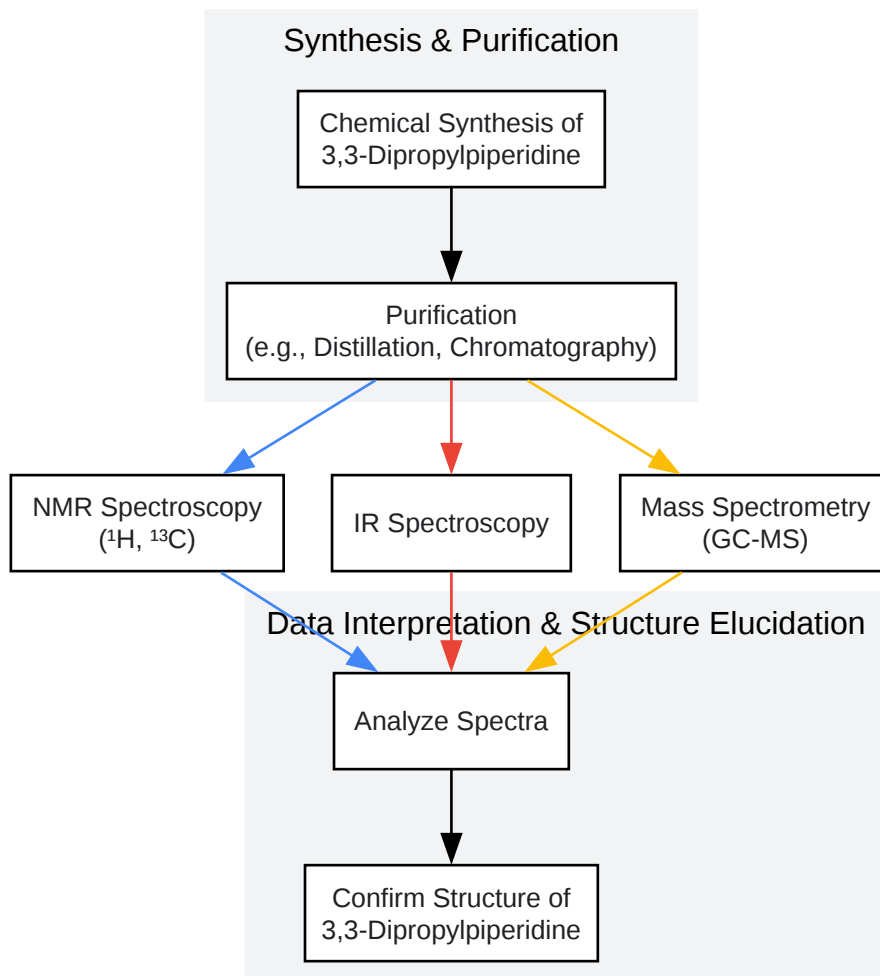 Synthesis & Purification
Chemical Synthesis of
3,3-Dipropylpiperidine
Purification
(e.g., Distillation, Chromatography)
NMR Spectroscopy
(¹H, ¹³C)
IR Spectroscopy
Mass Spectrometry
(GC-MS)
Data Interpretation & Structure Elucidation
Analyze Spectra
Confirm Structure of
3,3-Dipropylpiperidine